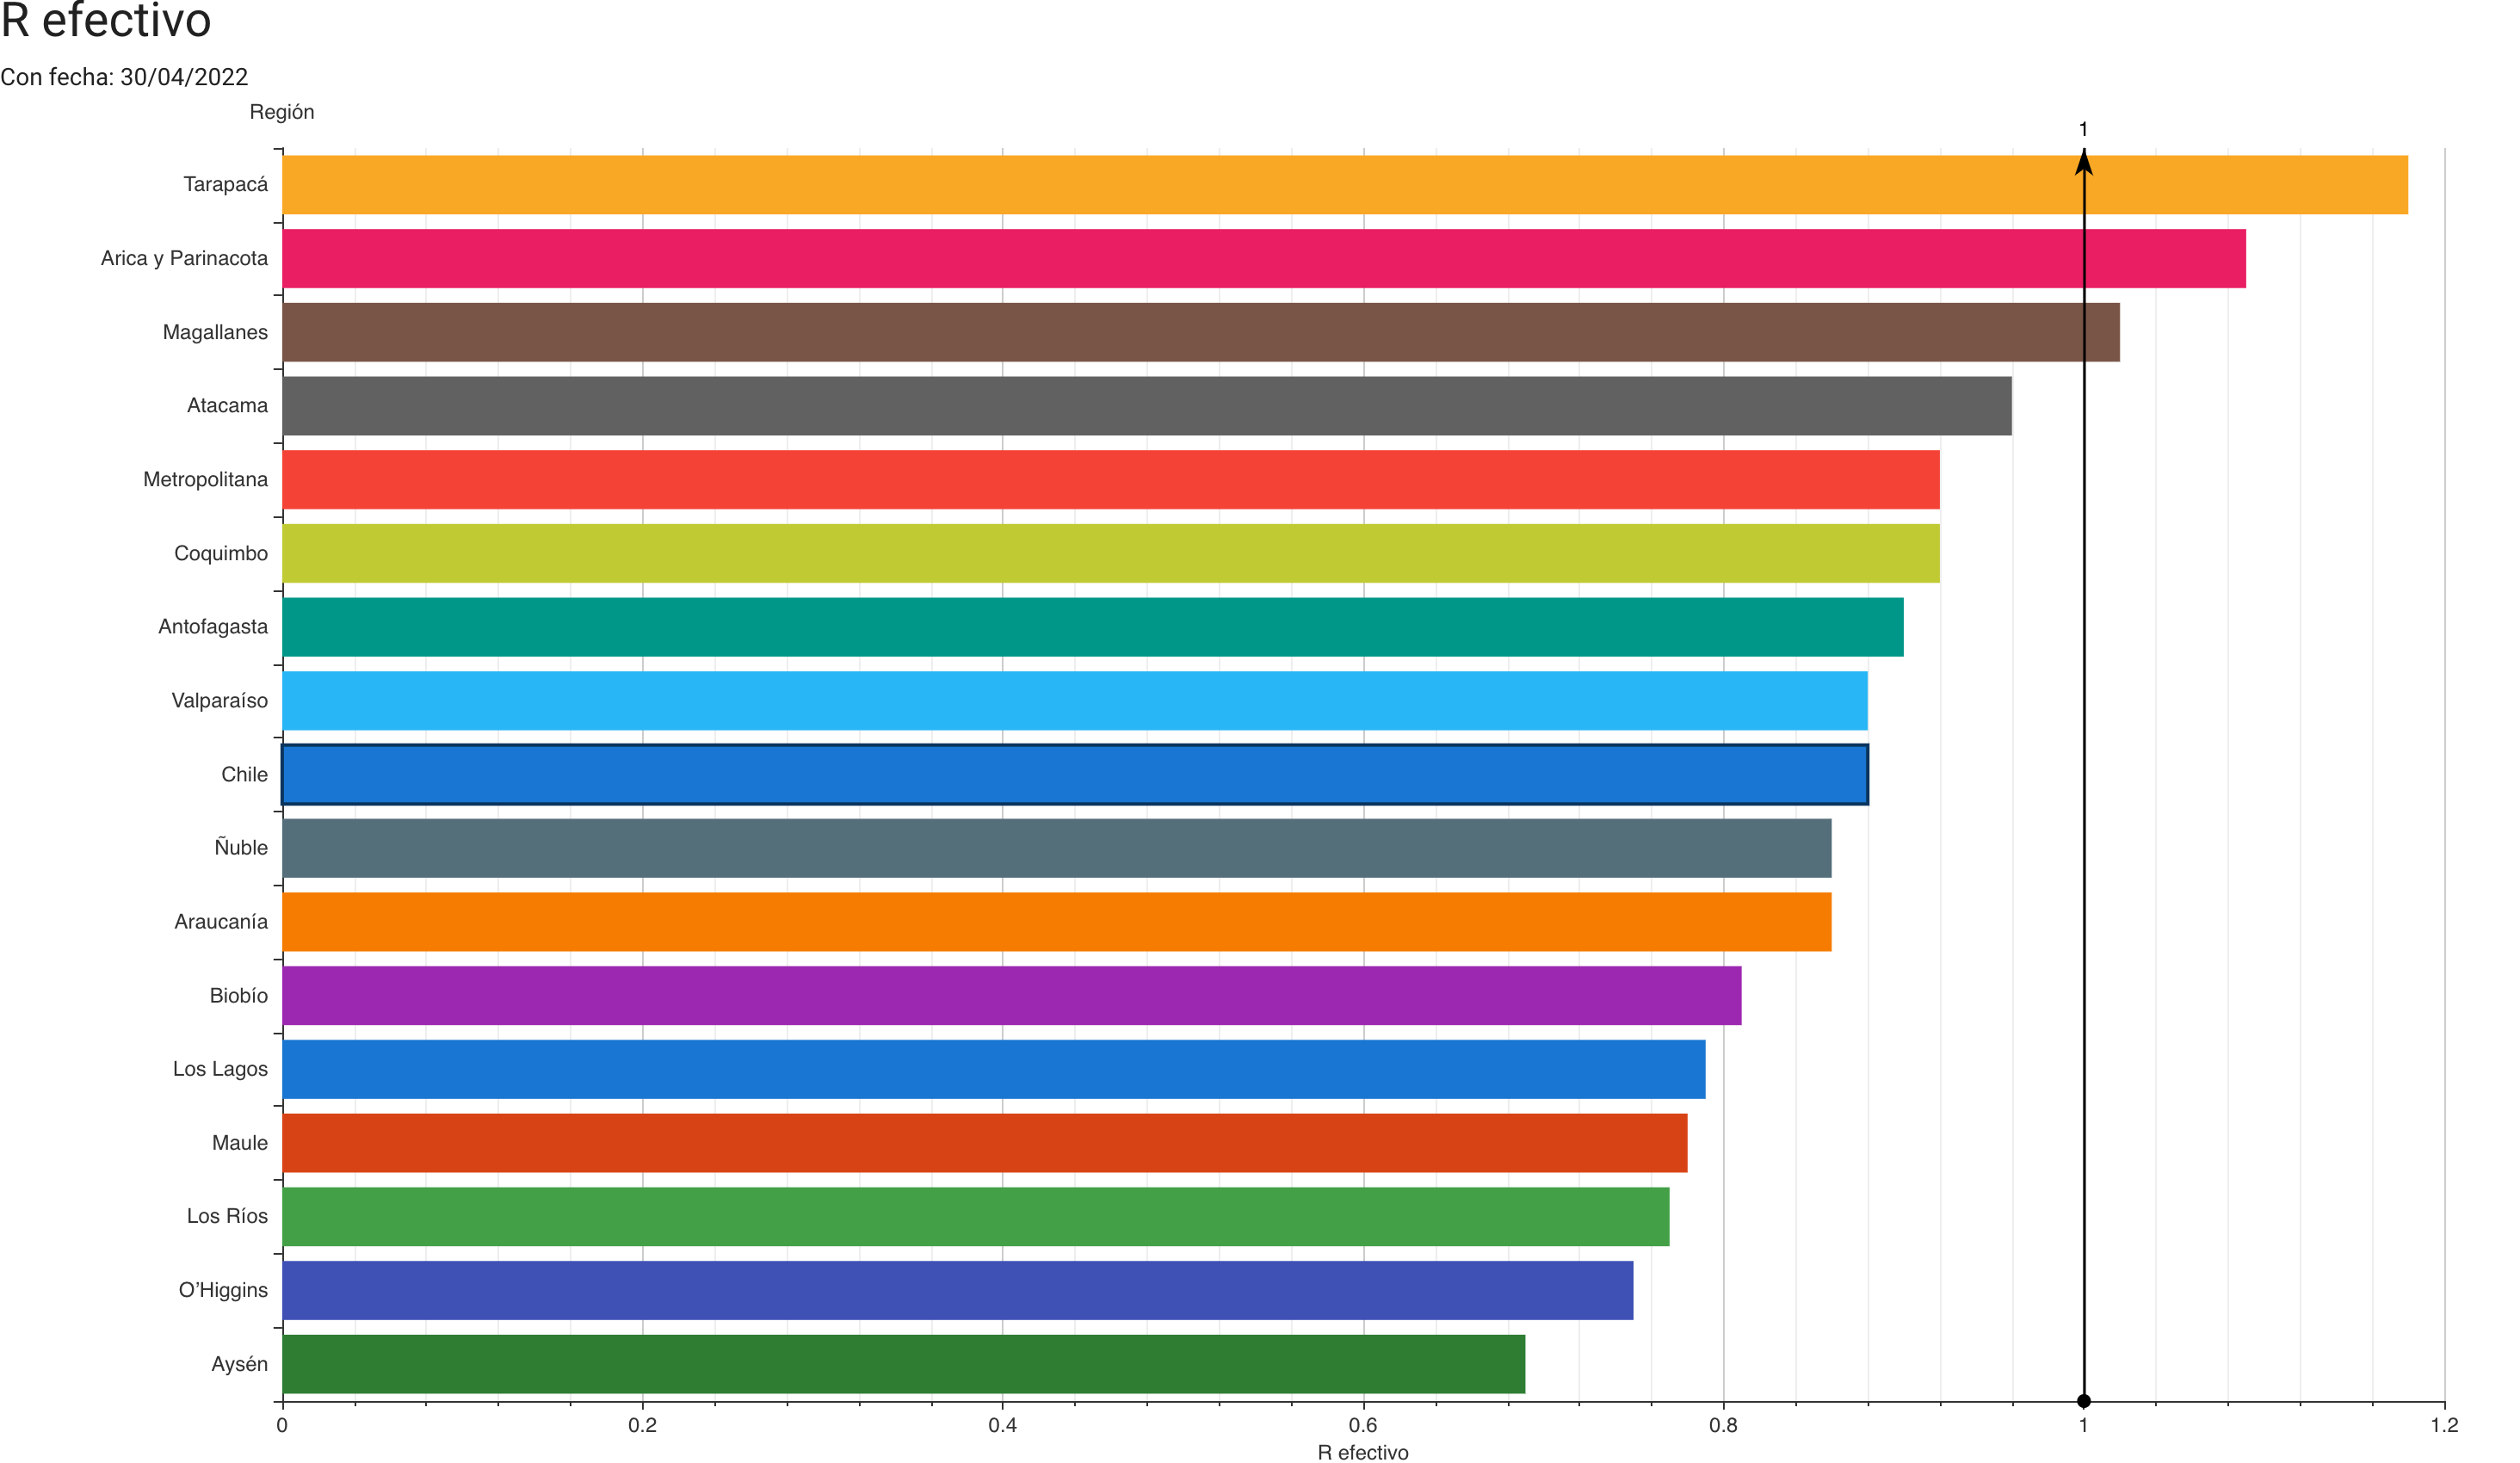 R efectivo
Con fecha: 30/04/2022
Región
1
Tarapacá
Arica y Parinacota
Magallanes
Atacama
Metropolitana
Coquimbo
Antofagasta
Valparaíso
Chile
Ñuble
Araucanía
Biobío
Los Lagos
Maule
Los Ríos
O’Higgins
Aysén
0 0.2 0.4 0.6 0.8 1 1.2
R efectivo